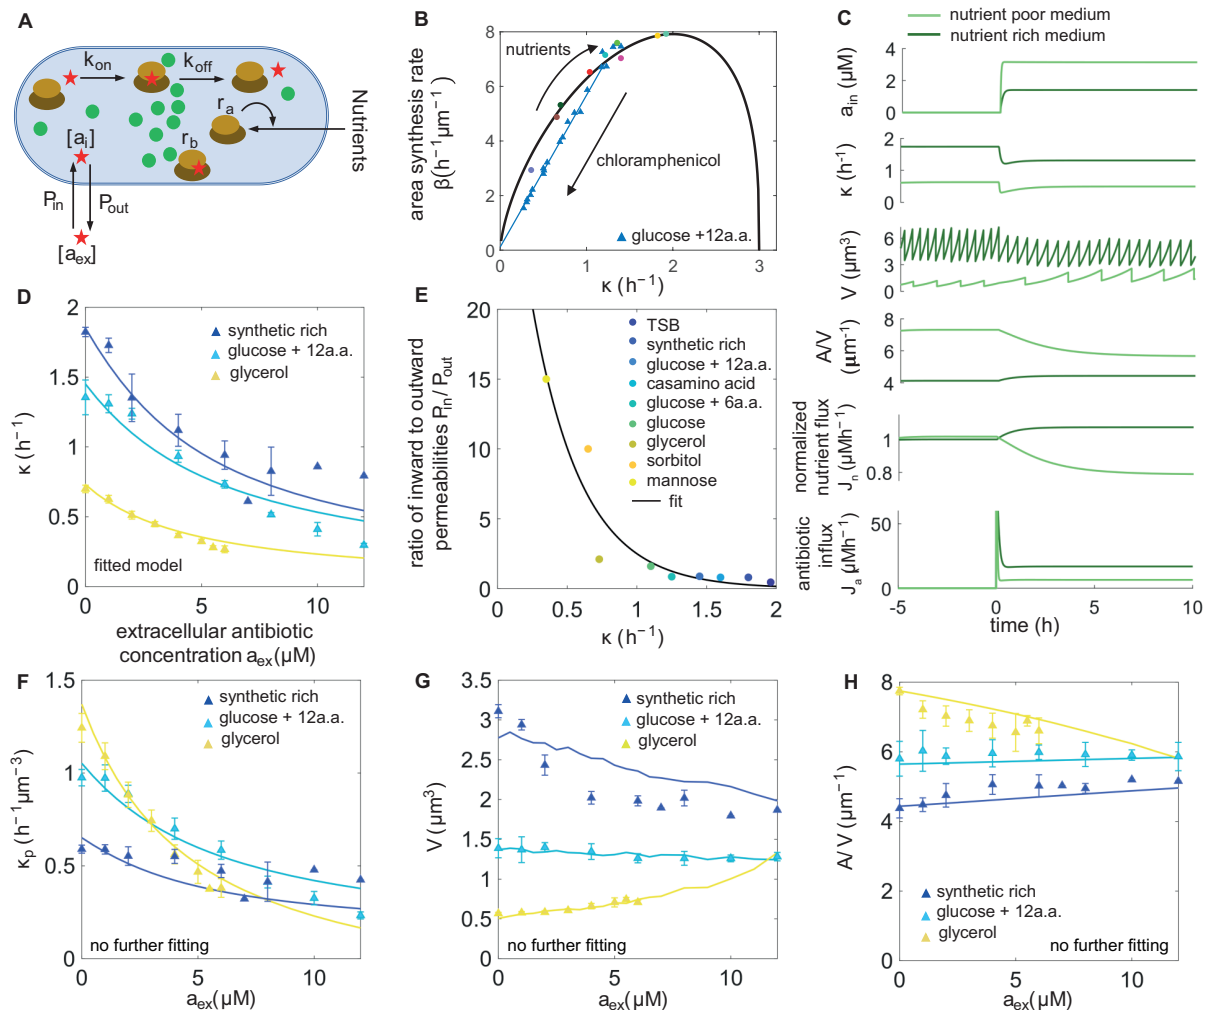 A
k_on
k_off
r_a
r_b
[a_i]
P_in
P_out
[a_ex]
Nutrients
B
area synthesis rate
β(h⁻¹μm⁻¹)
8
6
4
2
0
nutrients
chloramphenicol
glucose +12a.a.
0
1
2
3
κ (h⁻¹)
C
nutrient poor medium
nutrient rich medium
a_in (μM)
4
2
0
κ (h⁻¹)
2
1
0
V (μm³)
6
3
0
A/V
(μm⁻¹)
8
6
4
normalized
nutrient flux
J_n (μMh⁻¹)
1
0.8
antibiotic
influx
J_a (μMh⁻¹)
50
0
-5
0
5
10
time (h)
D
κ (h⁻¹)
2
1.5
1
0.5
0
synthetic rich
glucose + 12a.a.
glycerol
fitted model
0
5
10
extracellular antibiotic
concentration a_ex(μM)
E
ratio of inward to outward
permeabilities P_in/P_out
20
15
10
5
0
TSB
synthetic rich
glucose + 12a.a.
casamino acid
glucose + 6a.a.
glucose
glycerol
sorbitol
mannose
fit
0
0.5
1
1.5
2
κ (h⁻¹)
F
κ_p (h⁻¹μm⁻³)
1.5
1
0.5
0
synthetic rich
glucose + 12a.a.
glycerol
no further fitting
0
5
10
a_ex(μM)
G
V (μm³)
3.5
3
2.5
2
1.5
1
0.5
0
synthetic rich
glucose + 12a.a.
glycerol
no further fitting
0
5
10
a_ex(μM)
H
A/V (μm⁻¹)
8
6
4
2
0
synthetic rich
glucose + 12a.a.
glycerol
no further fitting
0
5
10
a_ex(μM)